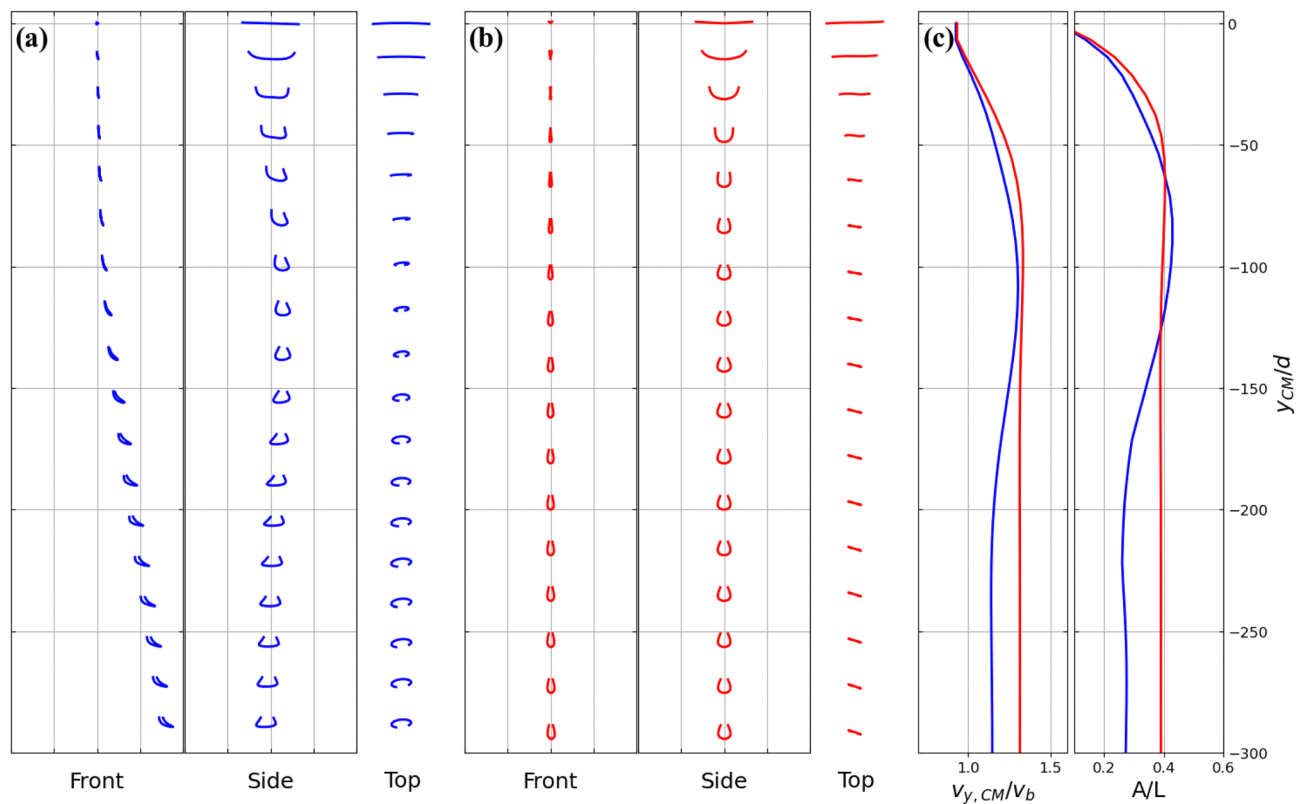 (a)
(b)
(c)
0
−50
−100
−150
−200
−250
−300
y_CM/d
1.0 1.5
0.2 0.4 0.6
Front Side Top
Front Side Top
v_y,CM/v_b
A/L